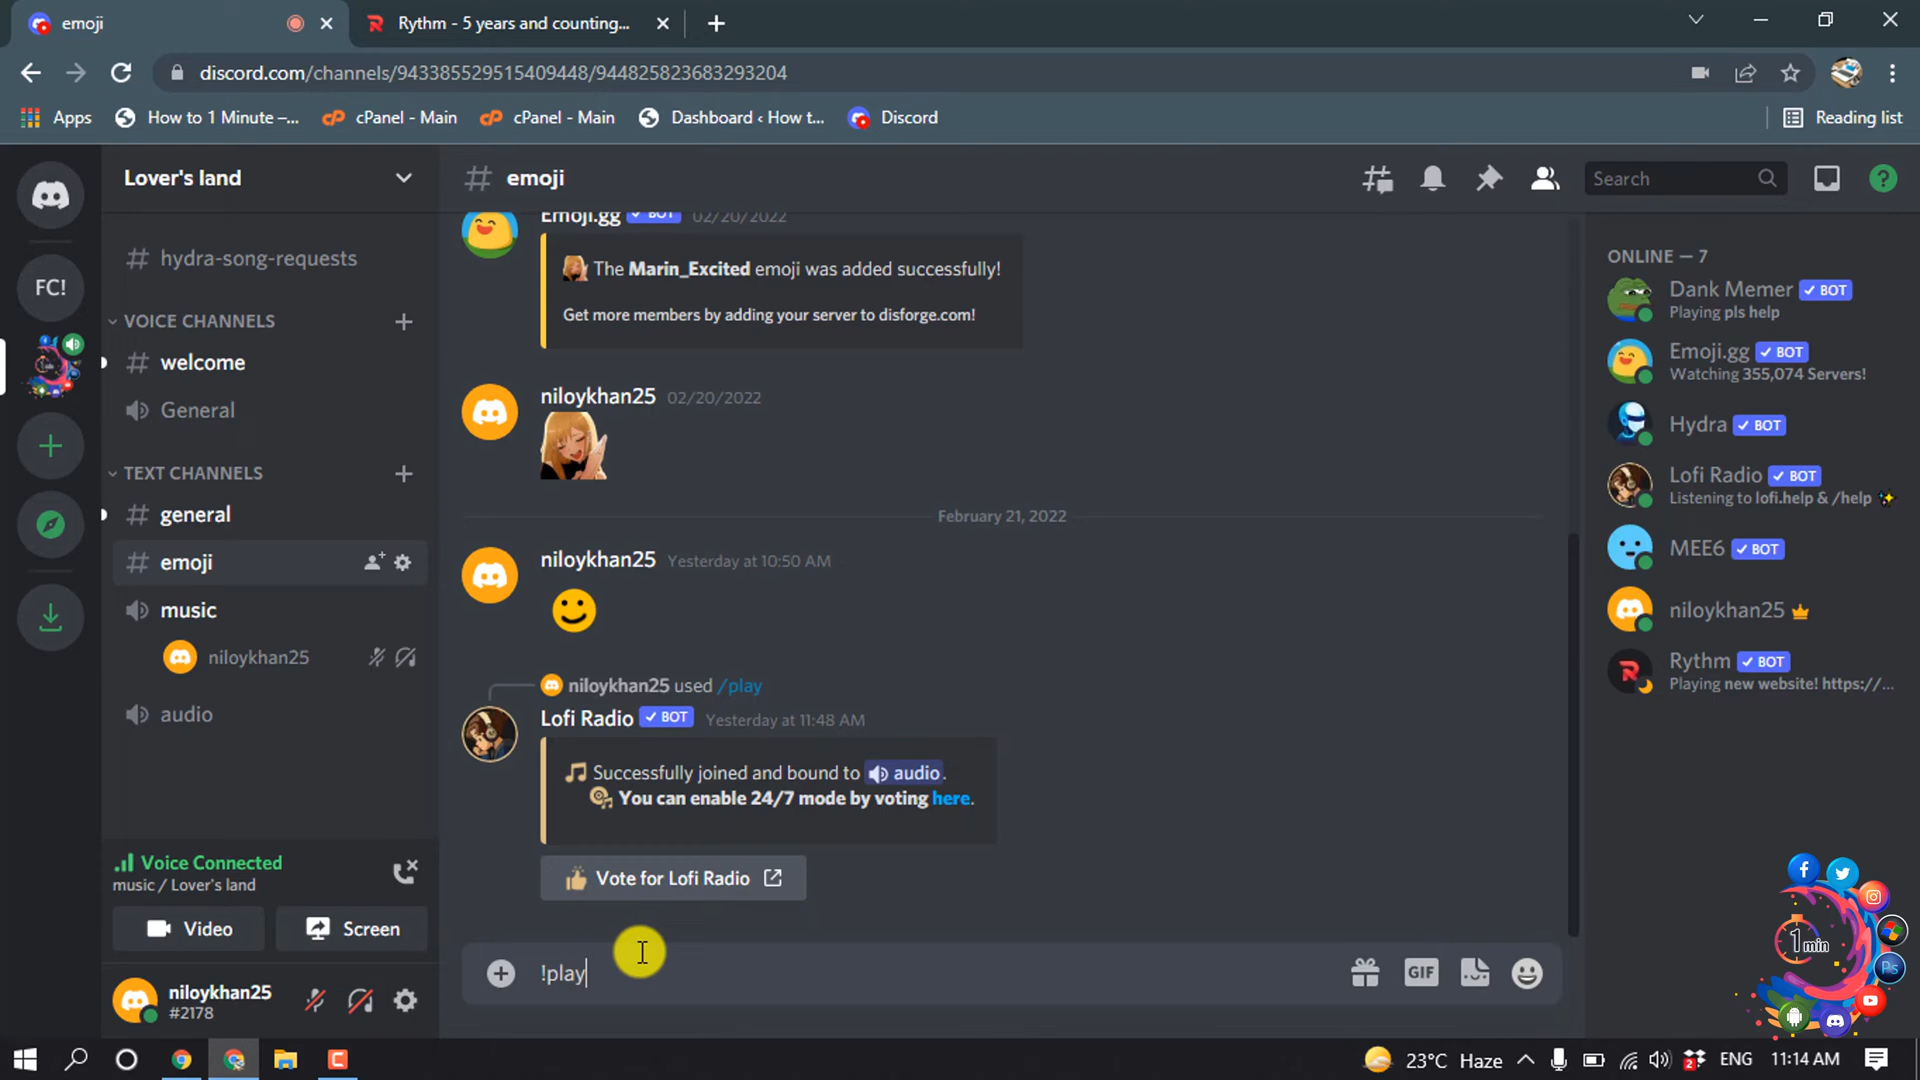 emoji
Rythm - 5 years and counting...
discord.com/channels/943385529515409448/944825823683293204
Apps
How to 1 Minute –...
cPanel - Main
cPanel - Main
Dashboard ‹ How t...
Discord
Reading list
Lover's land
emoji
Search
FC!
hydra-song-requests
VOICE CHANNELS
welcome
General
TEXT CHANNELS
general
emoji
music
niloykhan25
audio
Voice Connected
music / Lover's land
Video
Screen
niloykhan25
#2178
Emoji.gg BOT 02/20/2022
The Marin_Excited emoji was added successfully!
Get more members by adding your server to disforge.com!
niloykhan25 02/20/2022
February 21, 2022
niloykhan25 Yesterday at 10:50 AM
niloykhan25 used /play
Lofi Radio BOT Yesterday at 11:48 AM
Successfully joined and bound to audio.
You can enable 24/7 mode by voting here.
Vote for Lofi Radio
!play
GIF
ONLINE — 7
Dank Memer BOT
Playing pls help
Emoji.gg BOT
Watching 355,074 Servers!
Hydra BOT
Lofi Radio BOT
Listening to lofi.help & /help
MEE6 BOT
niloykhan25
Rythm BOT
Playing new website! https://...
1 min
Ps
23°C Haze
2
ENG
11:14 AM